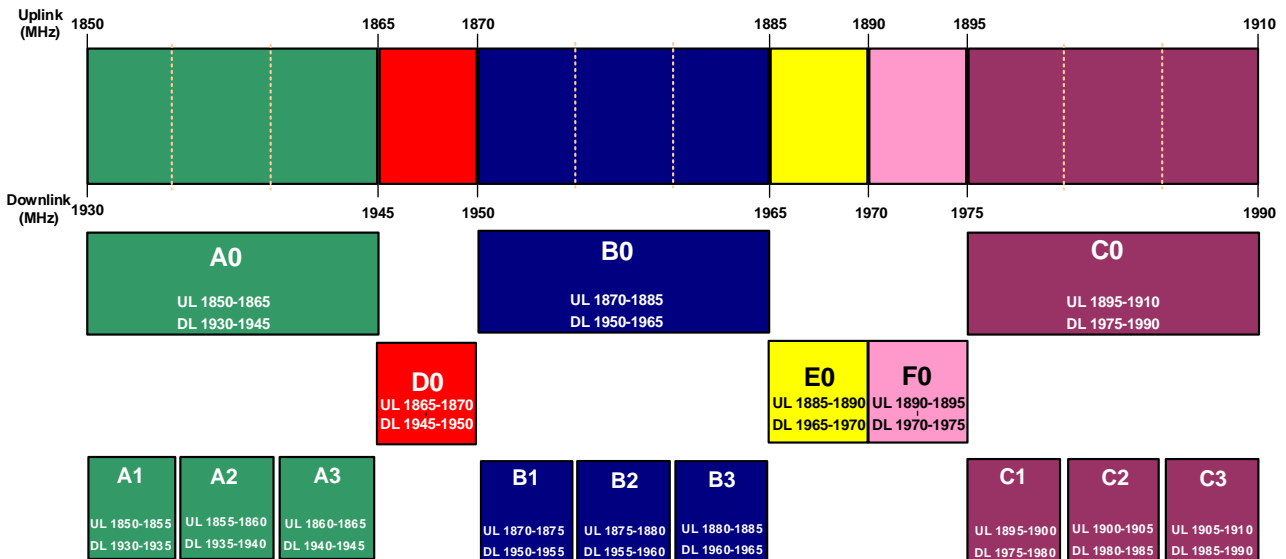 Uplink
(MHz)
1850 1865 1870 1885 1890 1895 1910
Downlink
(MHz)
1930 1945 1950 1965 1970 1975 1990
A0
UL 1850-1865
DL 1930-1945
B0
UL 1870-1885
DL 1950-1965
C0
UL 1895-1910
DL 1975-1990
D0
UL 1865-1870
DL 1945-1950
E0
UL 1885-1890
DL 1965-1970
F0
UL 1890-1895
DL 1970-1975
A1
UL 1850-1855
DL 1930-1935
A2
UL 1855-1860
DL 1935-1940
A3
UL 1860-1865
DL 1940-1945
B1
UL 1870-1875
DL 1950-1955
B2
UL 1875-1880
DL 1955-1960
B3
UL 1880-1885
DL 1960-1965
C1
UL 1895-1900
DL 1975-1980
C2
UL 1900-1905
DL 1980-1985
C3
UL 1905-1910
DL 1985-1990